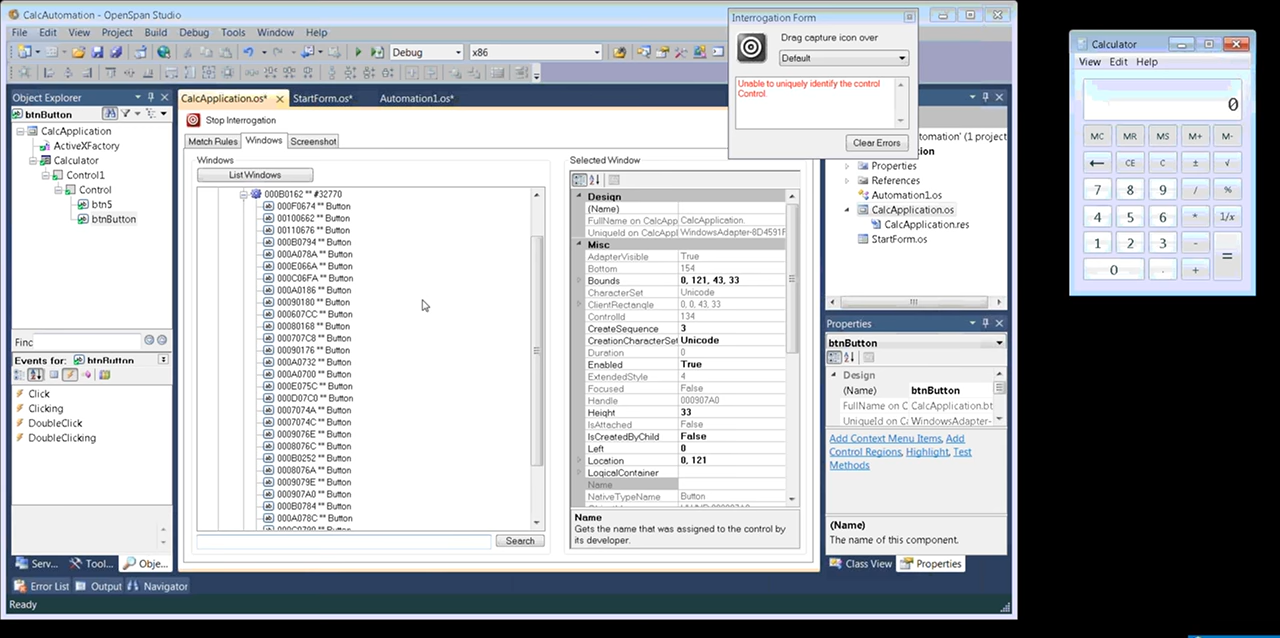 CalcAutomation - OpenSpan Studio
File Edit View Project Build Debug Tools Window Help
Debug x86
Object Explorer
btnButton
CalcApplication
ActiveXFactory
Calculator
Control1
Control
btn5
btnButton
Find
Events for: btnButton
Click
Clicking
DoubleClick
DoubleClicking
Serv... Tool... Obje...
Error List Output Navigator
Ready
CalcApplication.os* StartForm.os* Automation1.os*
Stop Interrogation
Match Rules Windows Screenshot
Windows
List Windows
000B0162 ** #32770
000F0674 ** Button
00100662 ** Button
00110676 ** Button
000B0794 ** Button
000A078A ** Button
000E066A ** Button
000C06FA ** Button
000A0186 ** Button
00090180 ** Button
000607CC ** Button
00080168 ** Button
000707C8 ** Button
00090176 ** Button
000A0732 ** Button
000A0700 ** Button
000E075C ** Button
000D07C0 ** Button
0007074A ** Button
0007074C ** Button
0009076E ** Button
0008076C ** Button
000B0252 ** Button
0008076A ** Button
0009079E ** Button
000907A0 ** Button
000B0784 ** Button
000A078C ** Button
Search
Selected Window
Design
(Name)
FullName on CalcApp CalcApplication.
UniqueId on CalcAppl WindowsAdapter-8D4591F
Misc
AdapterVisible True
Bottom 154
Bounds 0, 121, 43, 33
CharacterSet Unicode
ClientRectangle 0, 0, 43, 33
ControlId 134
CreateSequence 3
CreationCharacterSet Unicode
Duration 0
Enabled True
ExtendedStyle 4
Focused False
Handle 000907A0
Height 33
IsAttached False
IsCreatedByChild False
Left 0
Location 0, 121
LogicalContainer
Name
NativeTypeName Button
Name
Gets the name that was assigned to the control by
its developer.
Interrogation Form
Drag capture icon over
Default
Unable to uniquely identify the control
Control.
Clear Errors
omation' (1 project
Properties
References
Automation1.os
CalcApplication.os
CalcApplication.res
StartForm.os
Properties
btnButton
Design
(Name) btnButton
FullName on C CalcApplication.bt
UniqueId on Ca WindowsAdapter-
Add Context Menu Items, Add
Control Regions, Highlight, Test
Methods
(Name)
The name of this component.
Class View Properties
Calculator
View Edit Help
0
MC MR MS M+ M-
← CE C ± √
7 8 9 / %
4 5 6 * 1/x
1 2 3 - =
0 . +